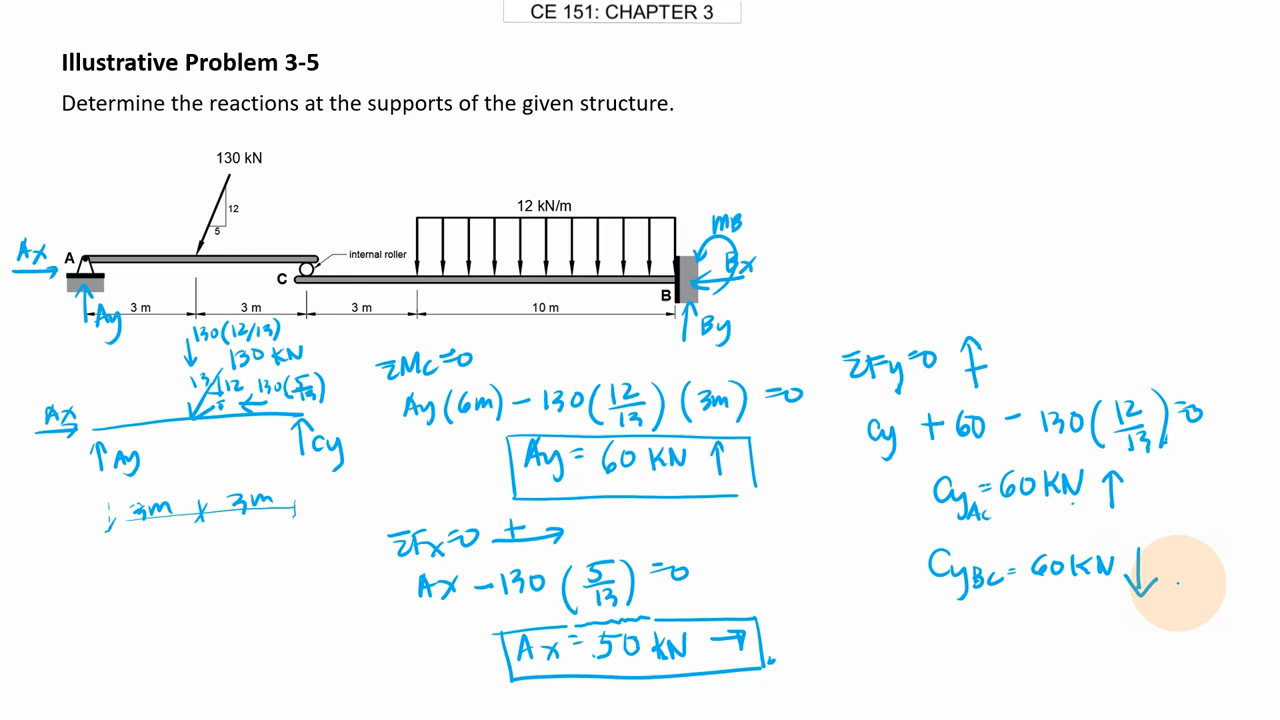 CE 151: CHAPTER 3
Illustrative Problem 3-5
Determine the reactions at the supports of the given structure.
130 kN
12
5
12 kN/m
MB
Ax
A
internal roller
Bx
C
B
3 m
3 m
3 m
10 m
Ay
By
130(12/13)
130 KN
13
12
130(5/13)
5
Ax
Ay
Cy
3m
3m
ΣMc=0
Ay(6m) - 130(12/13)(3m) =0
Ay = 60 KN ↑
ΣFx=0 + →
Ax - 130(5/13) =0
Ax = 50 kN →
ΣFy=0 ↑+
Cy + 60 - 130(12/13)=0
CyAC = 60KN ↑
CyBC = 60KN ↓